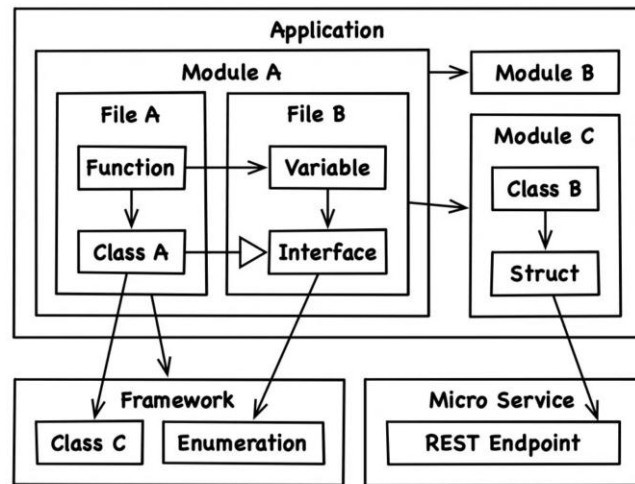 Application
Module A
Module B
File A
File B
Module C
Function
Variable
Class B
Class A
Interface
Struct
Framework
Micro Service
Class C
Enumeration
REST Endpoint